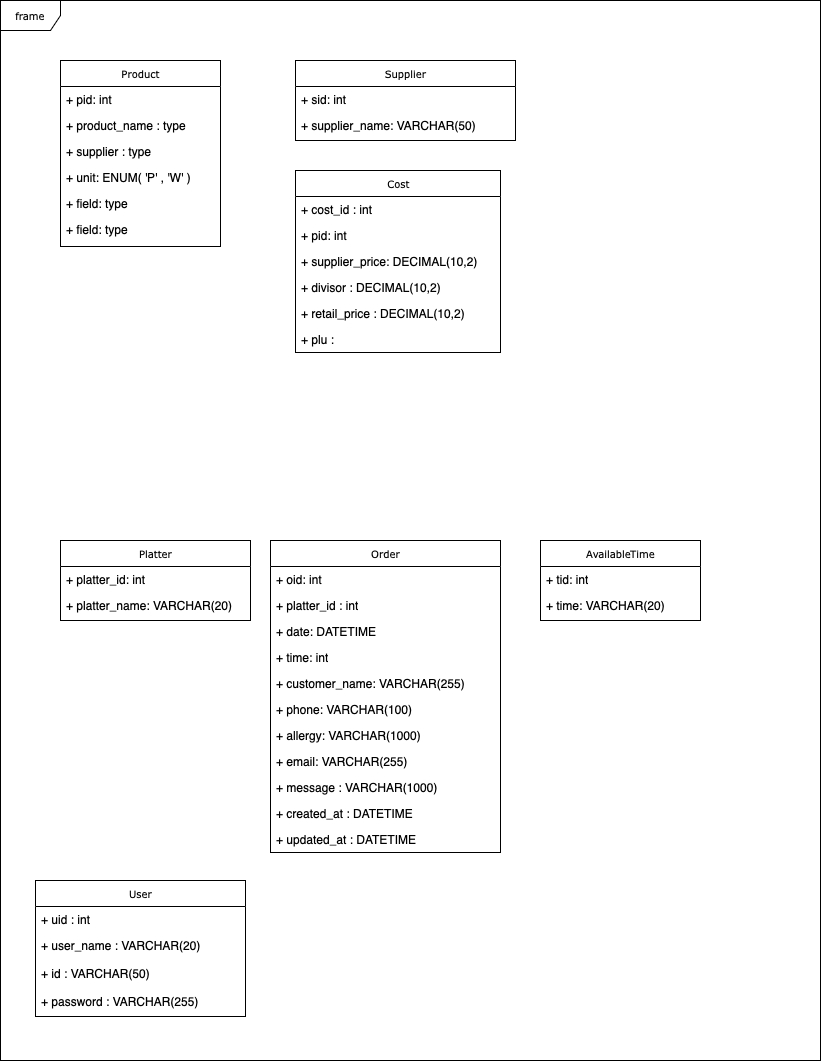 frame
Product
+ pid: int
+ product_name : type
+ supplier : type
+ unit: ENUM( 'P' , 'W' )
+ field: type
+ field: type
Supplier
+ sid: int
+ supplier_name: VARCHAR(50)
Cost
+ cost_id : int
+ pid: int
+ supplier_price: DECIMAL(10,2)
+ divisor : DECIMAL(10,2)
+ retail_price : DECIMAL(10,2)
+ plu :
Platter
+ platter_id: int
+ platter_name: VARCHAR(20)
Order
+ oid: int
+ platter_id : int
+ date: DATETIME
+ time: int
+ customer_name: VARCHAR(255)
+ phone: VARCHAR(100)
+ allergy: VARCHAR(1000)
+ email: VARCHAR(255)
+ message : VARCHAR(1000)
+ created_at : DATETIME
+ updated_at : DATETIME
AvailableTime
+ tid: int
+ time: VARCHAR(20)
User
+ uid : int
+ user_name : VARCHAR(20)
+ id : VARCHAR(50)
+ password : VARCHAR(255)